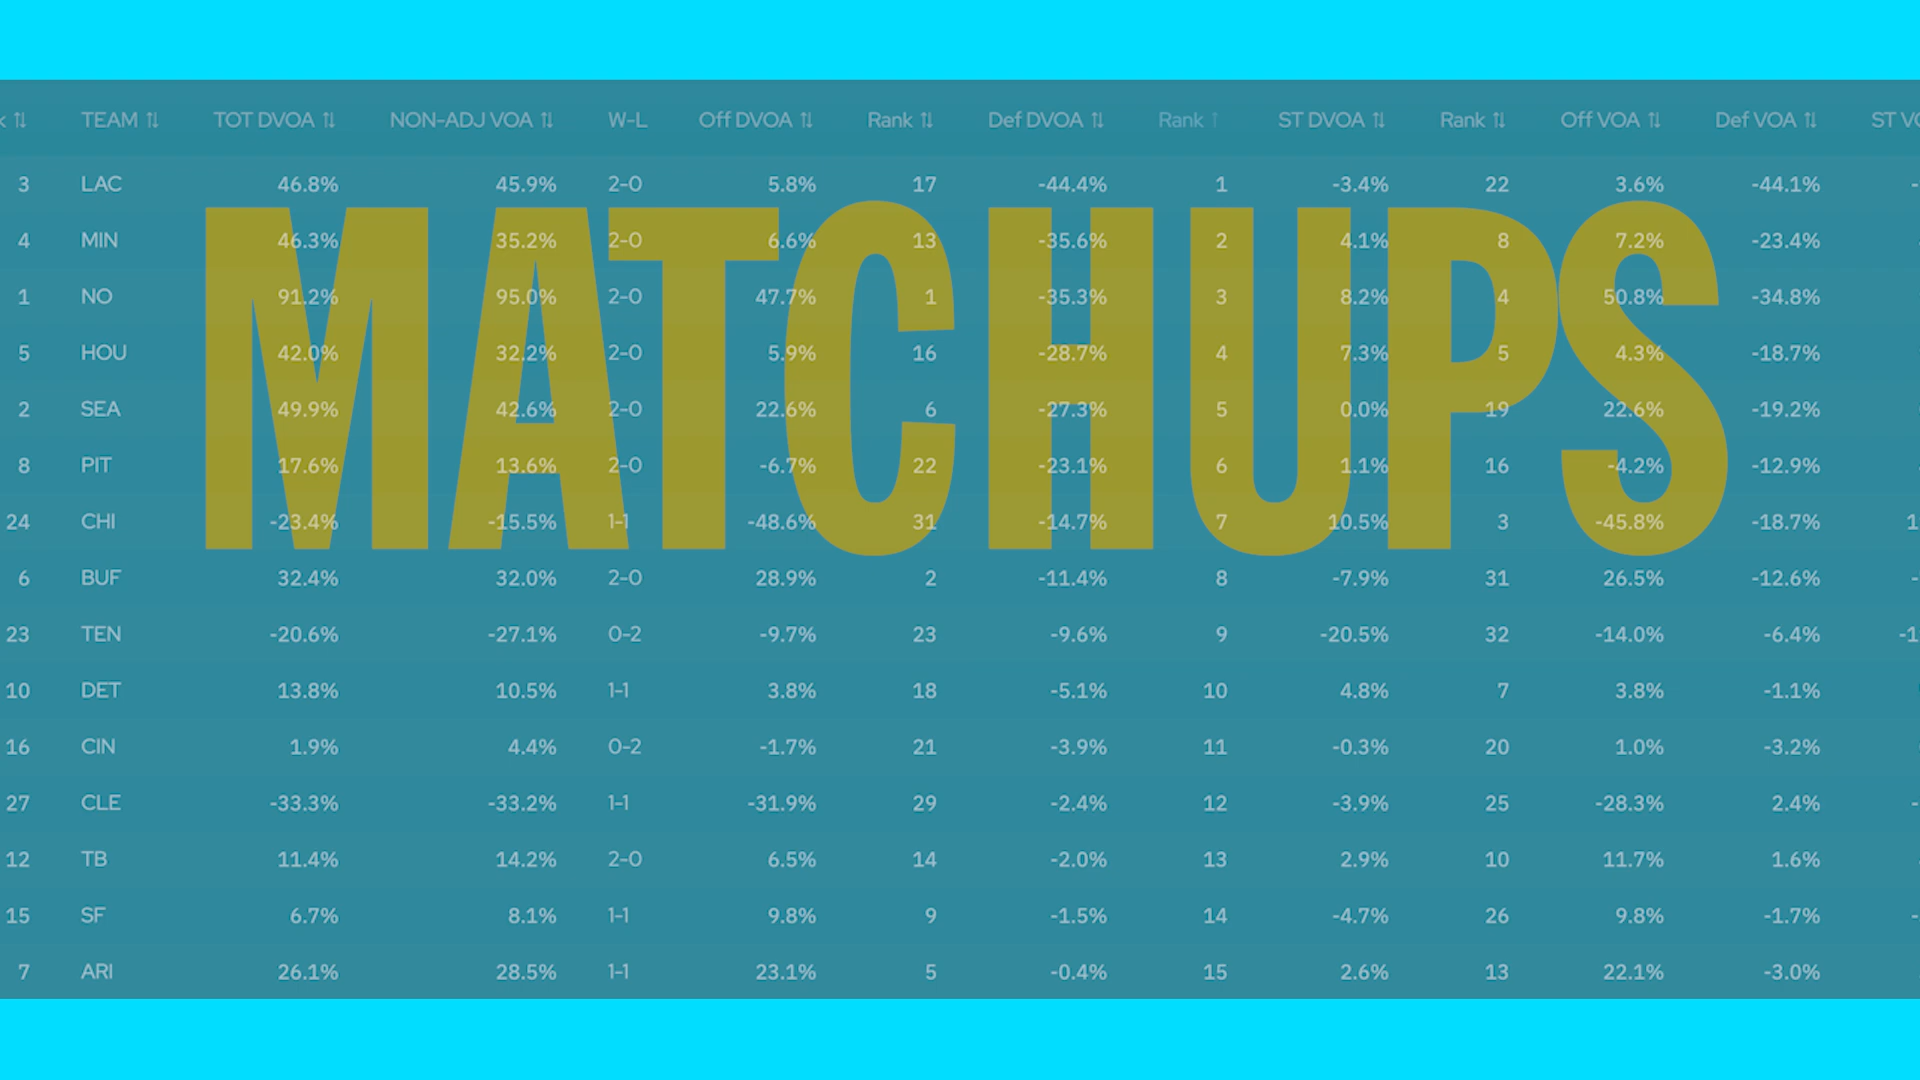 TEAM TOT DVOA NON-ADJ VOA W-L Off DVOA Rank Def DVOA Rank ST DVOA Rank Off VOA Def VOA ST
3 LAC 46.8% 45.9% 2-0 5.8% 17 -44.4% 1 -3.4% 22 3.6% -44.1%
4 MIN 46.3% 35.2% 2-0 6.6% 13 -35.6% 2 4.1% 8 7.2% -23.4%
1 NO 91.2% 95.0% 2-0 47.7% 1 -35.3% 3 8.2% 4 50.8% -34.8%
5 HOU 42.0% 32.2% 2-0 5.9% 16 -28.7% 4 7.3% 5 4.3% -18.7%
MATCHUPS
2 SEA 49.9% 42.6% 2-0 22.6% 6 -27.3% 5 0.0% 19 22.6% -19.2%
8 PIT 17.6% 13.6% 2-0 -6.7% 22 -23.1% 6 1.1% 16 -4.2% -12.9%
24 CHI -23.4% -15.5% 1-1 -48.6% 31 -14.7% 7 10.5% 3 -45.8% -18.7%
6 BUF 32.4% 32.0% 2-0 28.9% 2 -11.4% 8 -7.9% 31 26.5% -12.6%
23 TEN -20.6% -27.1% 0-2 -9.7% 23 -9.6% 9 -20.5% 32 -14.0% -6.4%
10 DET 13.8% 10.5% 1-1 3.8% 18 -5.1% 10 4.8% 7 3.8% -1.1%
16 CIN 1.9% 4.4% 0-2 -1.7% 21 -3.9% 11 -0.3% 20 1.0% -3.2%
27 CLE -33.3% -33.2% 1-1 -31.9% 29 -2.4% 12 -3.9% 25 -28.3% 2.4%
12 TB 11.4% 14.2% 2-0 6.5% 14 -2.0% 13 2.9% 10 11.7% 1.6%
15 SF 6.7% 8.1% 1-1 9.8% 9 -1.5% 14 -4.7% 26 9.8% -1.7%
7 ARI 26.1% 28.5% 1-1 23.1% 5 -0.4% 15 2.6% 13 22.1% -3.0%